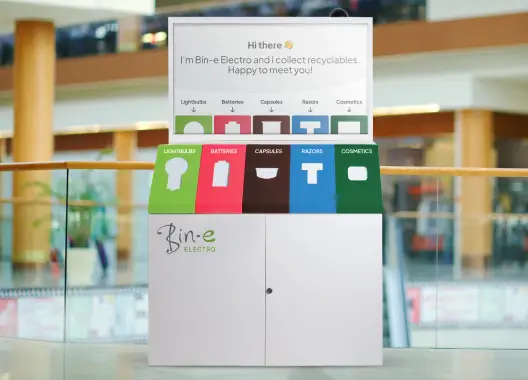 Hi there 👋
I'm Bin-e Electro and i collect recyclables.
Happy to meet you!
Lightbulbs Batteries Capsules Razors Cosmetics
LIGHTBULBS BATTERIES CAPSULES RAZORS COSMETICS
Bin-e
ELECTRO